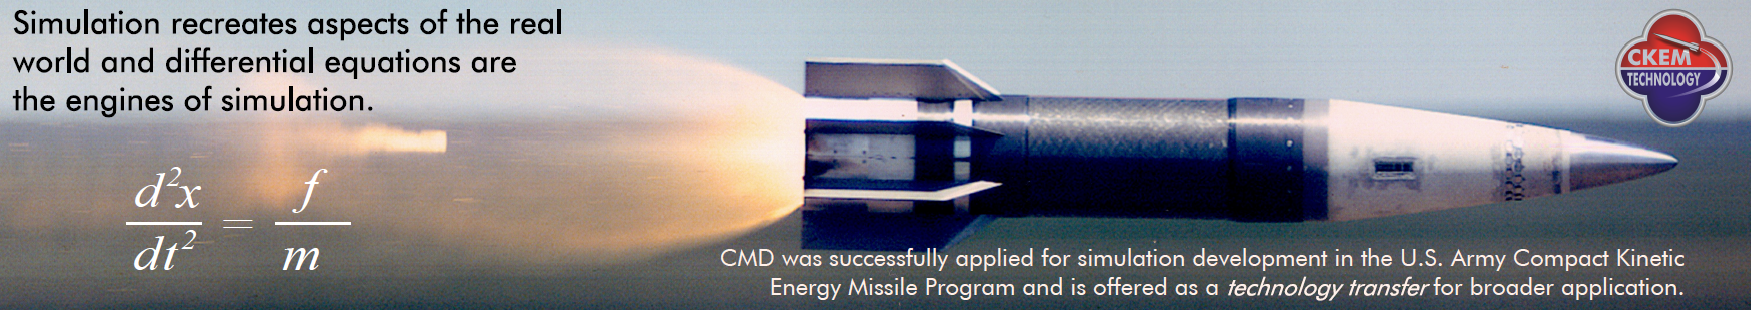 Simulation recreates aspects of the real
world and differential equations are
the engines of simulation.
d²x/dt² = f/m
CKEM
TECHNOLOGY
CMD was successfully applied for simulation development in the U.S. Army Compact Kinetic
Energy Missile Program and is offered as a technology transfer for broader application.